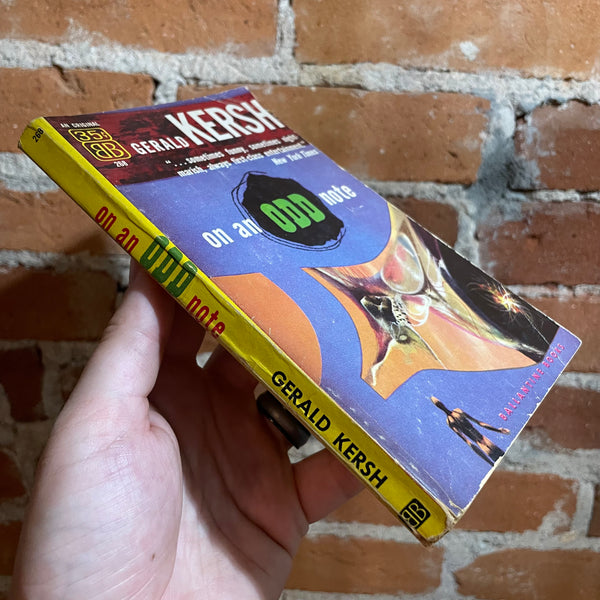 AN ORIGINAL
35¢
BB
268
GERALD KERSH
"... sometimes funny, sometimes
marish, always first-class entertainment."
New York Times
on an ODD note
BALLANTINE BOOKS
268
on an ODD note
GERALD KERSH
BB